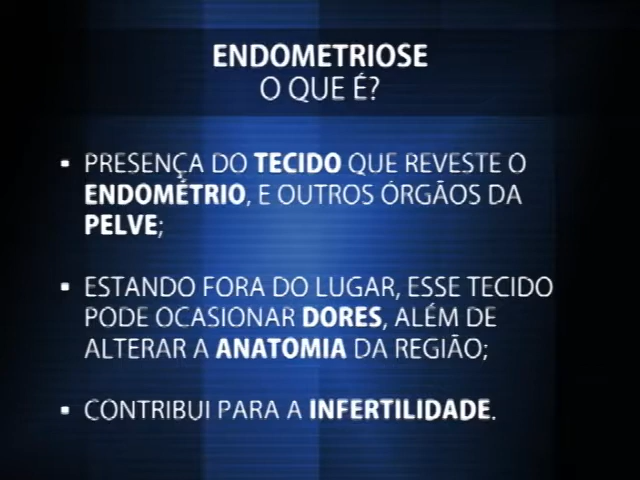 ENDOMETRIOSE
O QUE É?
▪ PRESENÇA DO TECIDO QUE REVESTE O
ENDOMÉTRIO, E OUTROS ÓRGÃOS DA
PELVE;
▪ ESTANDO FORA DO LUGAR, ESSE TECIDO
PODE OCASIONAR DORES, ALÉM DE
ALTERAR A ANATOMIA DA REGIÃO;
▪ CONTRIBUI PARA A INFERTILIDADE.